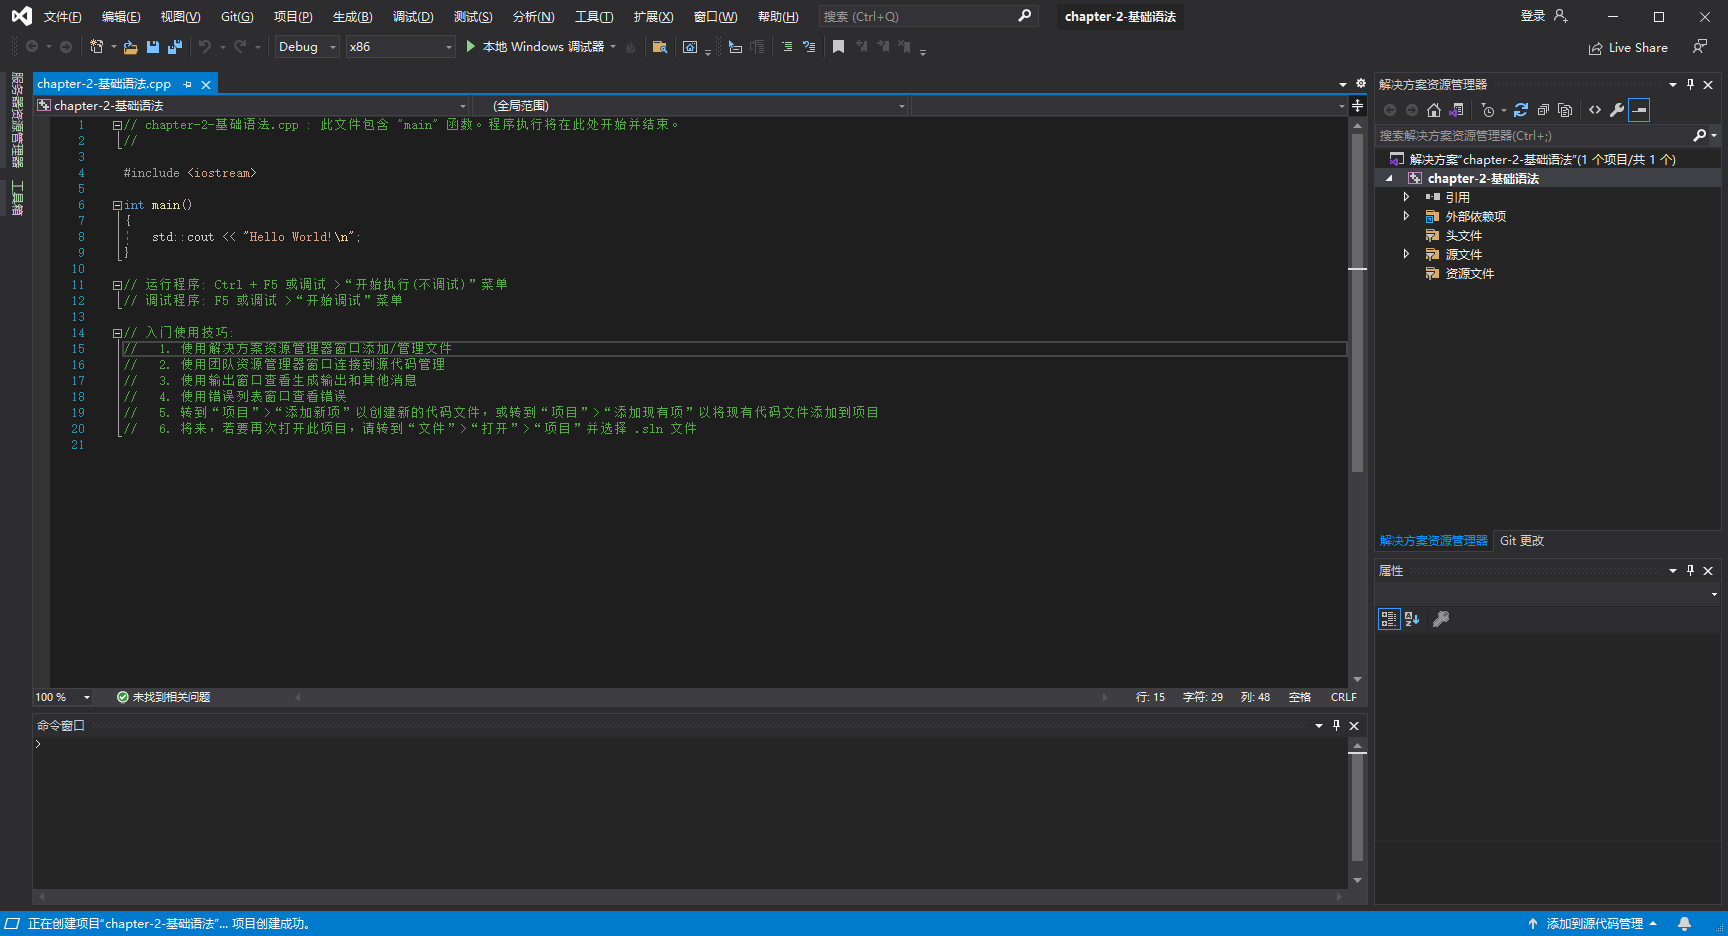 文件(F) 编辑(E) 视图(V) Git(G) 项目(P) 生成(B) 调试(D) 测试(S) 分析(N) 工具(T) 扩展(X) 窗口(W) 帮助(H) 搜索 (Ctrl+Q) chapter-2-基础语法 登录
Debug x86 本地 Windows 调试器 Live Share
服务器资源管理器
工具箱
chapter-2-基础语法.cpp
chapter-2-基础语法 (全局范围)
1 // chapter-2-基础语法.cpp : 此文件包含 "main" 函数。程序执行将在此处开始并结束。
2 //
3
4 #include <iostream>
5
6 int main()
7 {
8 std::cout << "Hello World!\n";
9 }
10
11 // 运行程序: Ctrl + F5 或调试 >“开始执行(不调试)”菜单
12 // 调试程序: F5 或调试 >“开始调试”菜单
13
14 // 入门使用技巧:
15 // 1. 使用解决方案资源管理器窗口添加/管理文件
16 // 2. 使用团队资源管理器窗口连接到源代码管理
17 // 3. 使用输出窗口查看生成输出和其他消息
18 // 4. 使用错误列表窗口查看错误
19 // 5. 转到“项目”>“添加新项”以创建新的代码文件，或转到“项目”>“添加现有项”以将现有代码文件添加到项目
20 // 6. 将来，若要再次打开此项目，请转到“文件”>“打开”>“项目”并选择 .sln 文件
21
100 % 未找到相关问题 行: 15 字符: 29 列: 48 空格 CRLF
命令窗口
>
解决方案资源管理器
搜索解决方案资源管理器(Ctrl+;)
解决方案"chapter-2-基础语法"(1 个项目/共 1 个)
chapter-2-基础语法
引用
外部依赖项
头文件
源文件
资源文件
解决方案资源管理器 Git 更改
属性
正在创建项目"chapter-2-基础语法"... 项目创建成功。 添加到源代码管理